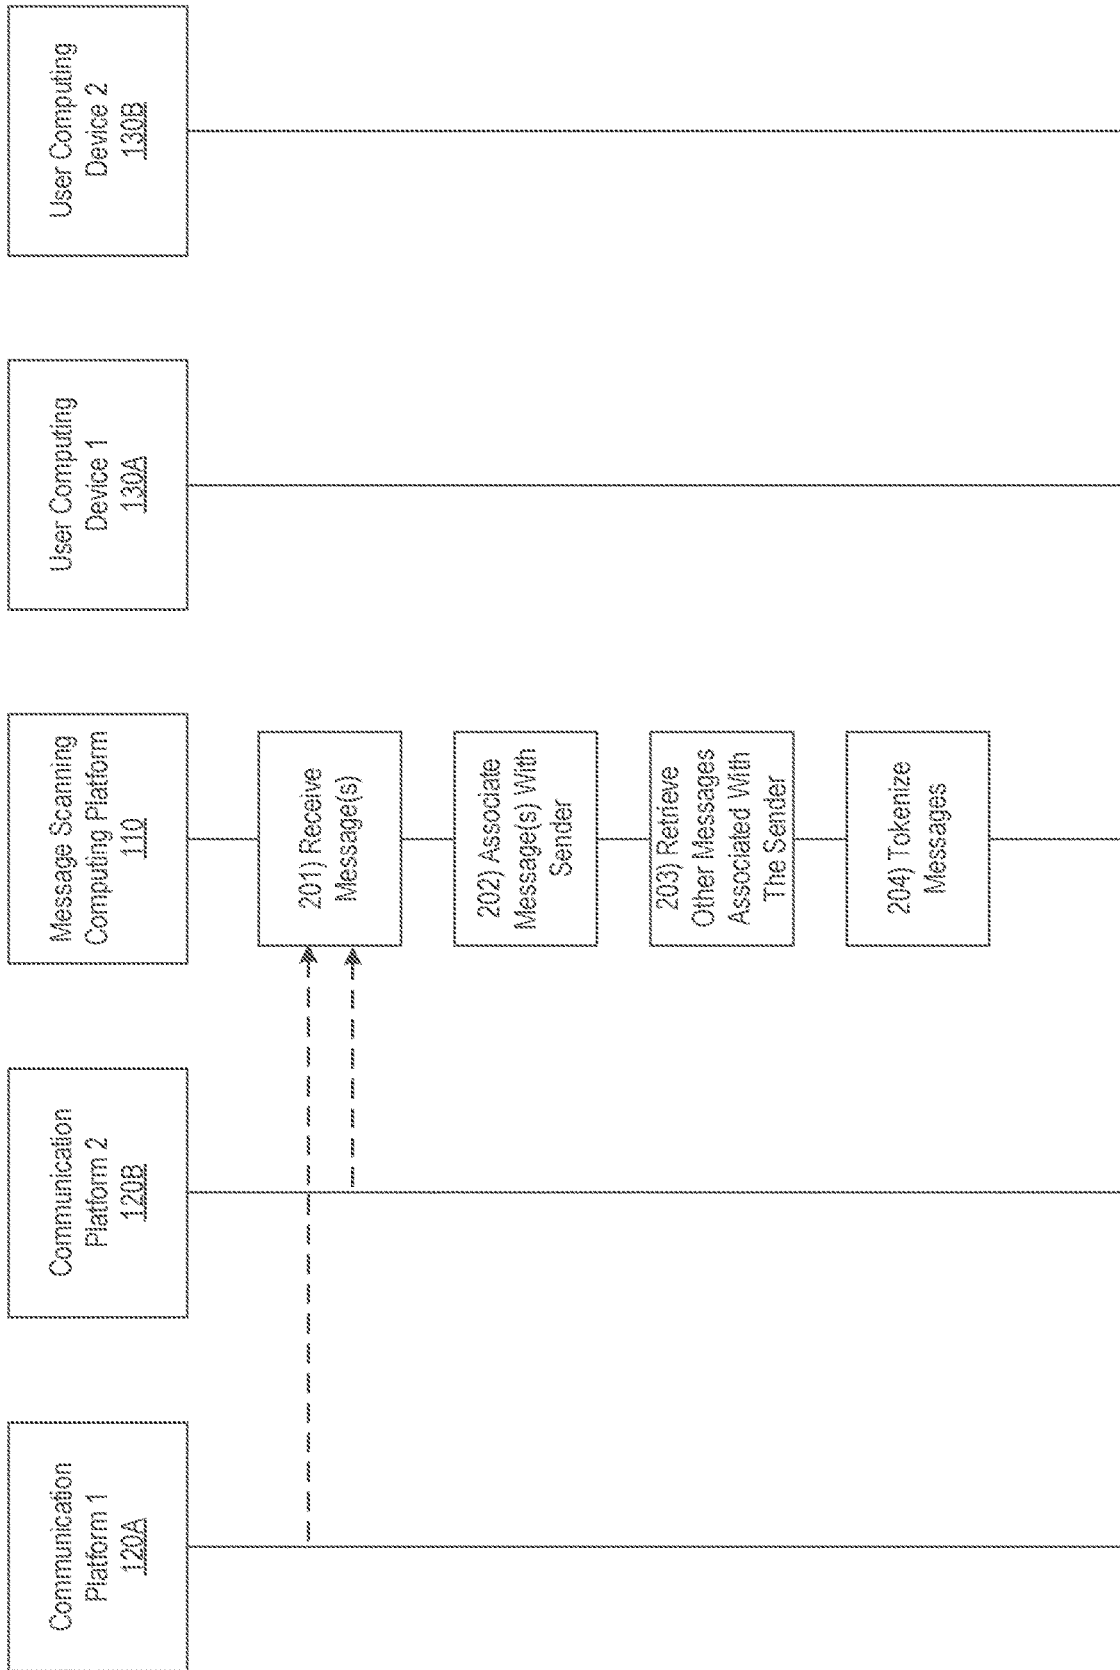 Communication
Platform 1
120A
Communication
Platform 2
120B
Message Scanning
Computing Platform
110
User Computing
Device 1
130A
User Computing
Device 2
130B
201) Receive
Message(s)
202) Associate
Message(s) With
Sender
203) Retrieve
Other Messages
Associated With
The Sender
204) Tokenize
Messages